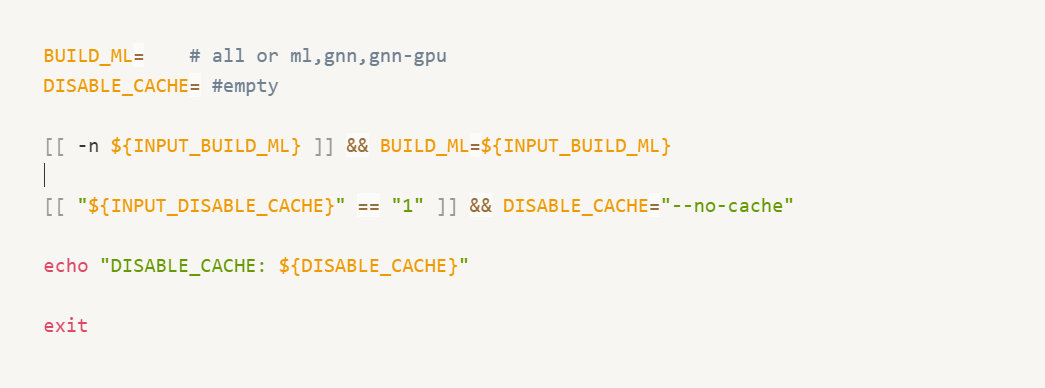 BUILD_ML=    # all or ml,gnn,gnn-gpu
DISABLE_CACHE= #empty
[[ -n ${INPUT_BUILD_ML} ]] && BUILD_ML=${INPUT_BUILD_ML}
[[ "${INPUT_DISABLE_CACHE}" == "1" ]] && DISABLE_CACHE="--no-cache"
echo "DISABLE_CACHE: ${DISABLE_CACHE}"
exit